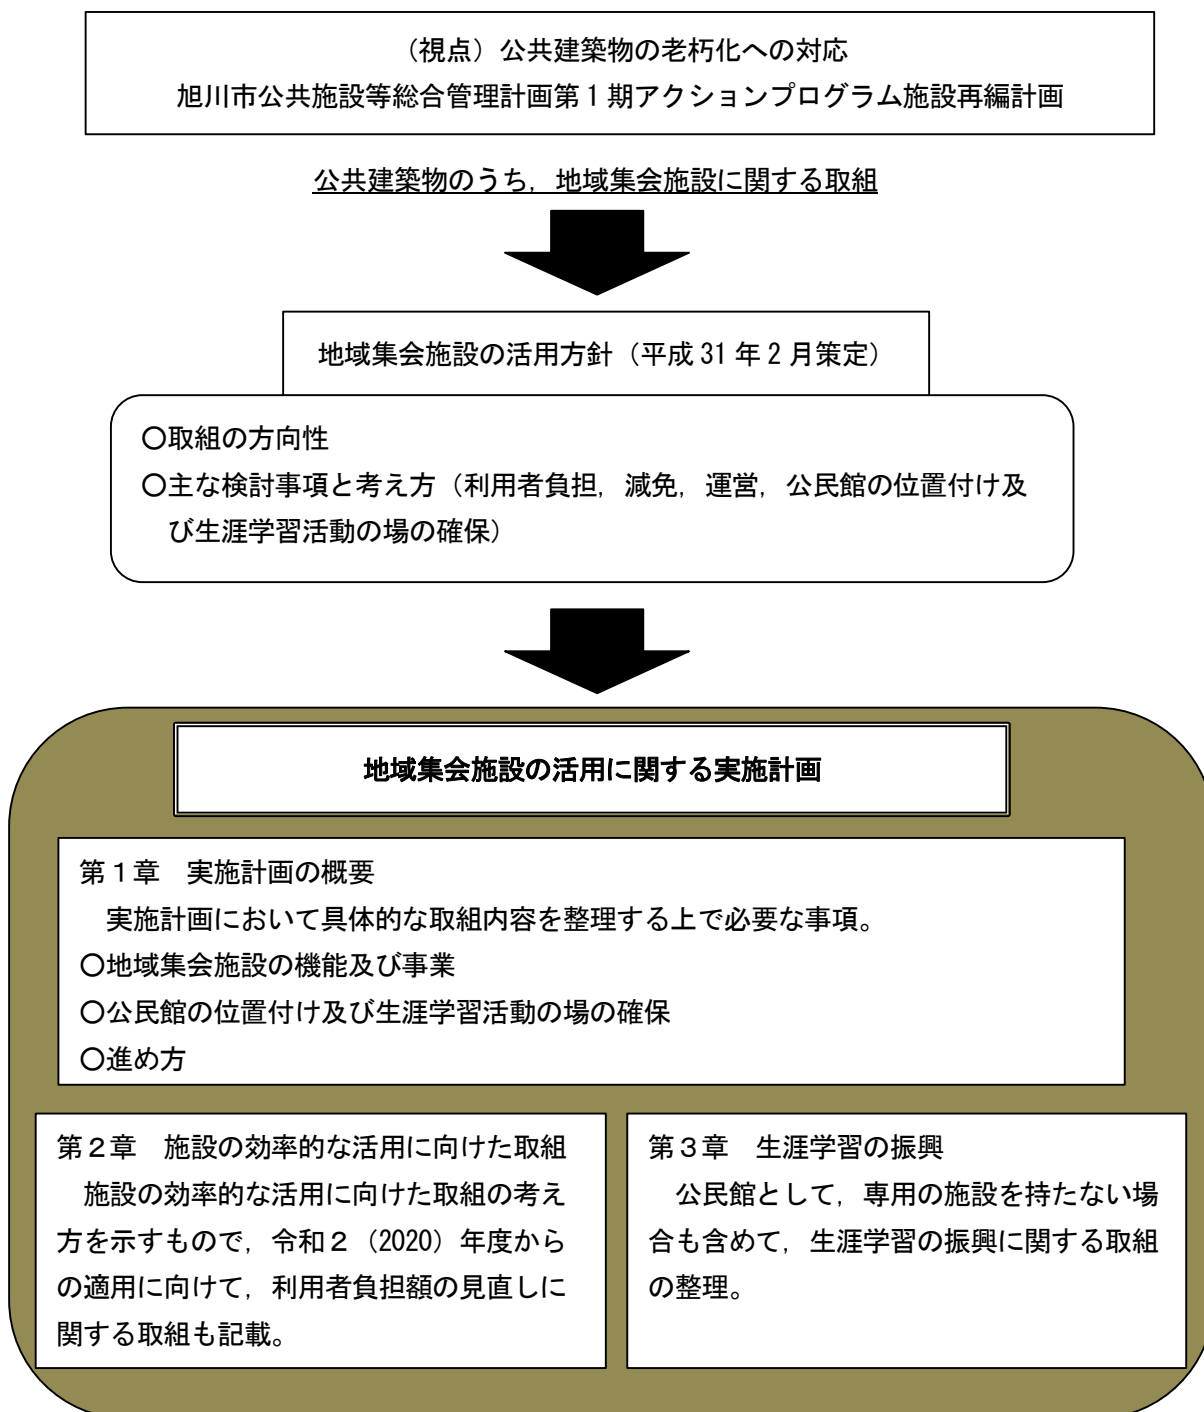 （視点）公共建築物の老朽化への対応
旭川市公共施設等総合管理計画第１期アクションプログラム施設再編計画
公共建築物のうち，地域集会施設に関する取組
地域集会施設の活用方針（平成 31 年 2 月策定）
〇取組の方向性
〇主な検討事項と考え方（利用者負担，減免，運営，公民館の位置付け及
び生涯学習活動の場の確保）
地域集会施設の活用に関する実施計画
第１章　実施計画の概要
実施計画において具体的な取組内容を整理する上で必要な事項。
〇地域集会施設の機能及び事業
〇公民館の位置付け及び生涯学習活動の場の確保
〇進め方
第２章　施設の効率的な活用に向けた取組
施設の効率的な活用に向けた取組の考え
方を示すもので，令和２（2020）年度から
の適用に向けて，利用者負担額の見直しに
関する取組も記載。
第３章　生涯学習の振興
公民館として，専用の施設を持たない場
合も含めて，生涯学習の振興に関する取組
の整理。